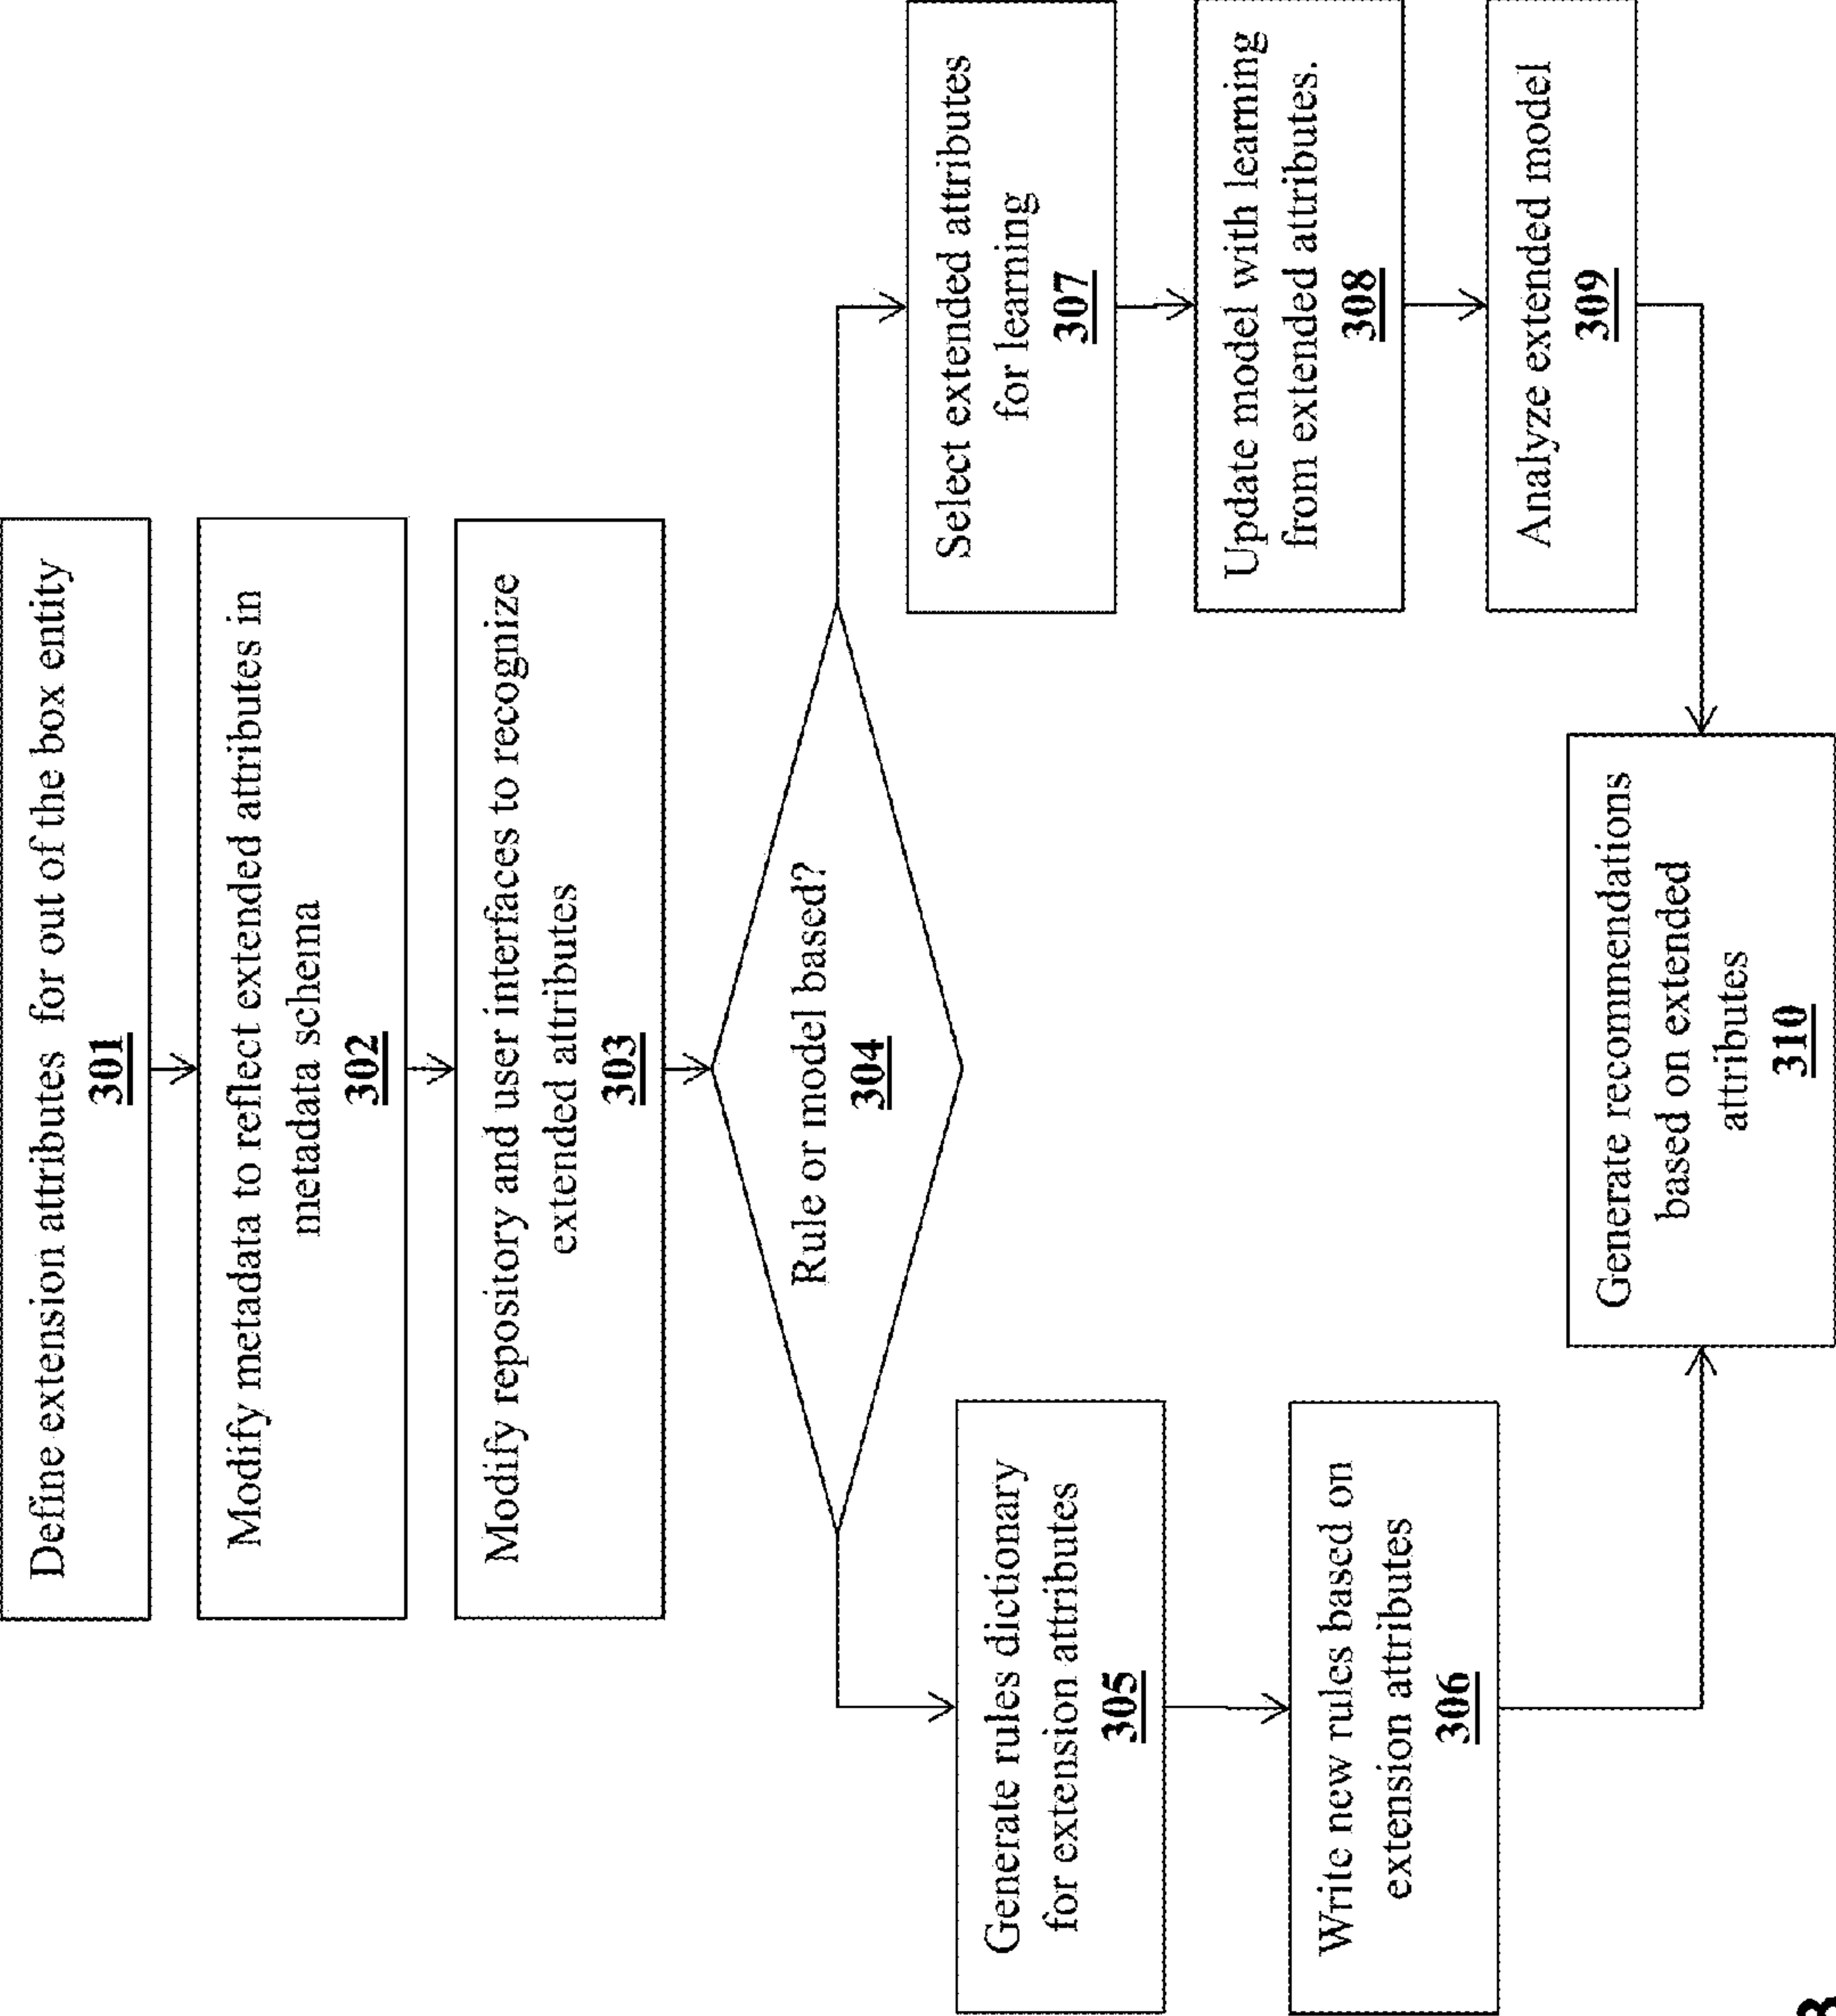 Define extension attributes for out of the box entity
301
Modify metadata to reflect extended attributes in
metadata schema
302
Modify repository and user interfaces to recognize
extended attributes
303
Rule or model based?
304
Generate rules dictionary
for extension attributes
305
Write new rules based on
extension attributes
306
Select extended attributes
for learning
307
Update model with learning
from extended attributes.
308
Analyze extended model
309
Generate recommendations
based on extended
attributes
310